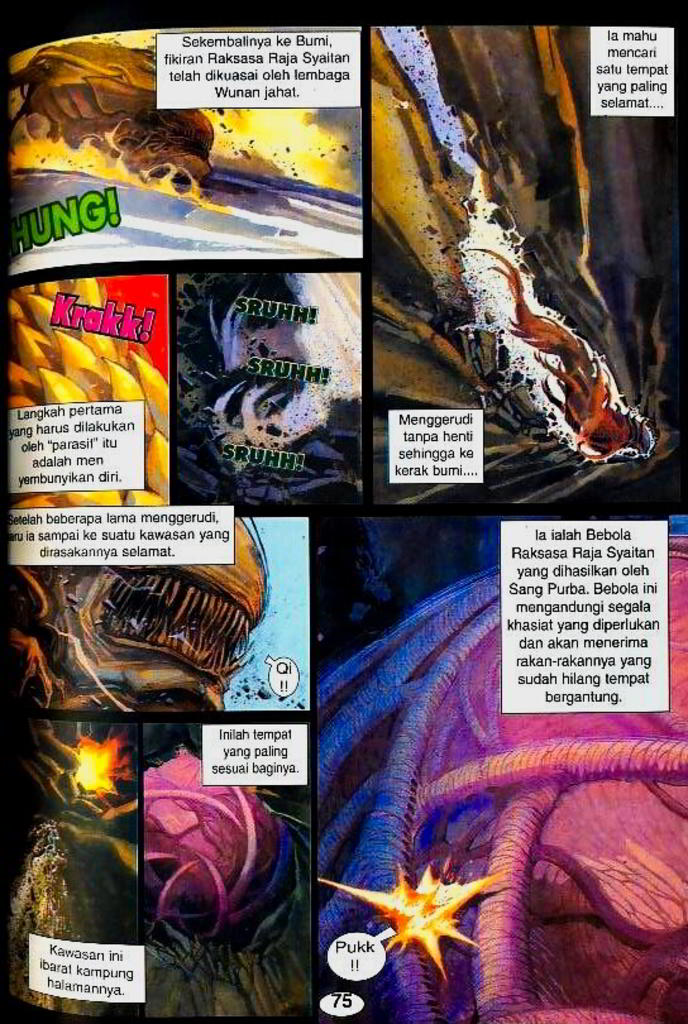 Sekembalinya ke Bumi,
fikiran Raksasa Raja Syaitan
telah dikuasai oleh lembaga
Wunan jahat.
HUNG!
Ia mahu
mencari
satu tempat
yang paling
selamat....
Krakk!
Langkah pertama
yang harus dilakukan
oleh "parasit" itu
adalah men
yembunyikan diri.
SRUHH!
SRUHH!
SRUHH!
Menggerudi
tanpa henti
sehingga ke
kerak bumi....
Setelah beberapa lama menggerudi,
aru ia sampai ke suatu kawasan yang
dirasakannya selamat.
Qi
!!
Ia ialah Bebola
Raksasa Raja Syaitan
yang dihasilkan oleh
Sang Purba. Bebola ini
mengandungi segala
khasiat yang diperlukan
dan akan menerima
rakan-rakannya yang
sudah hilang tempat
bergantung.
Kawasan ini
ibarat kampung
halamannya.
Inilah tempat
yang paling
sesuai baginya.
Pukk
!!
75